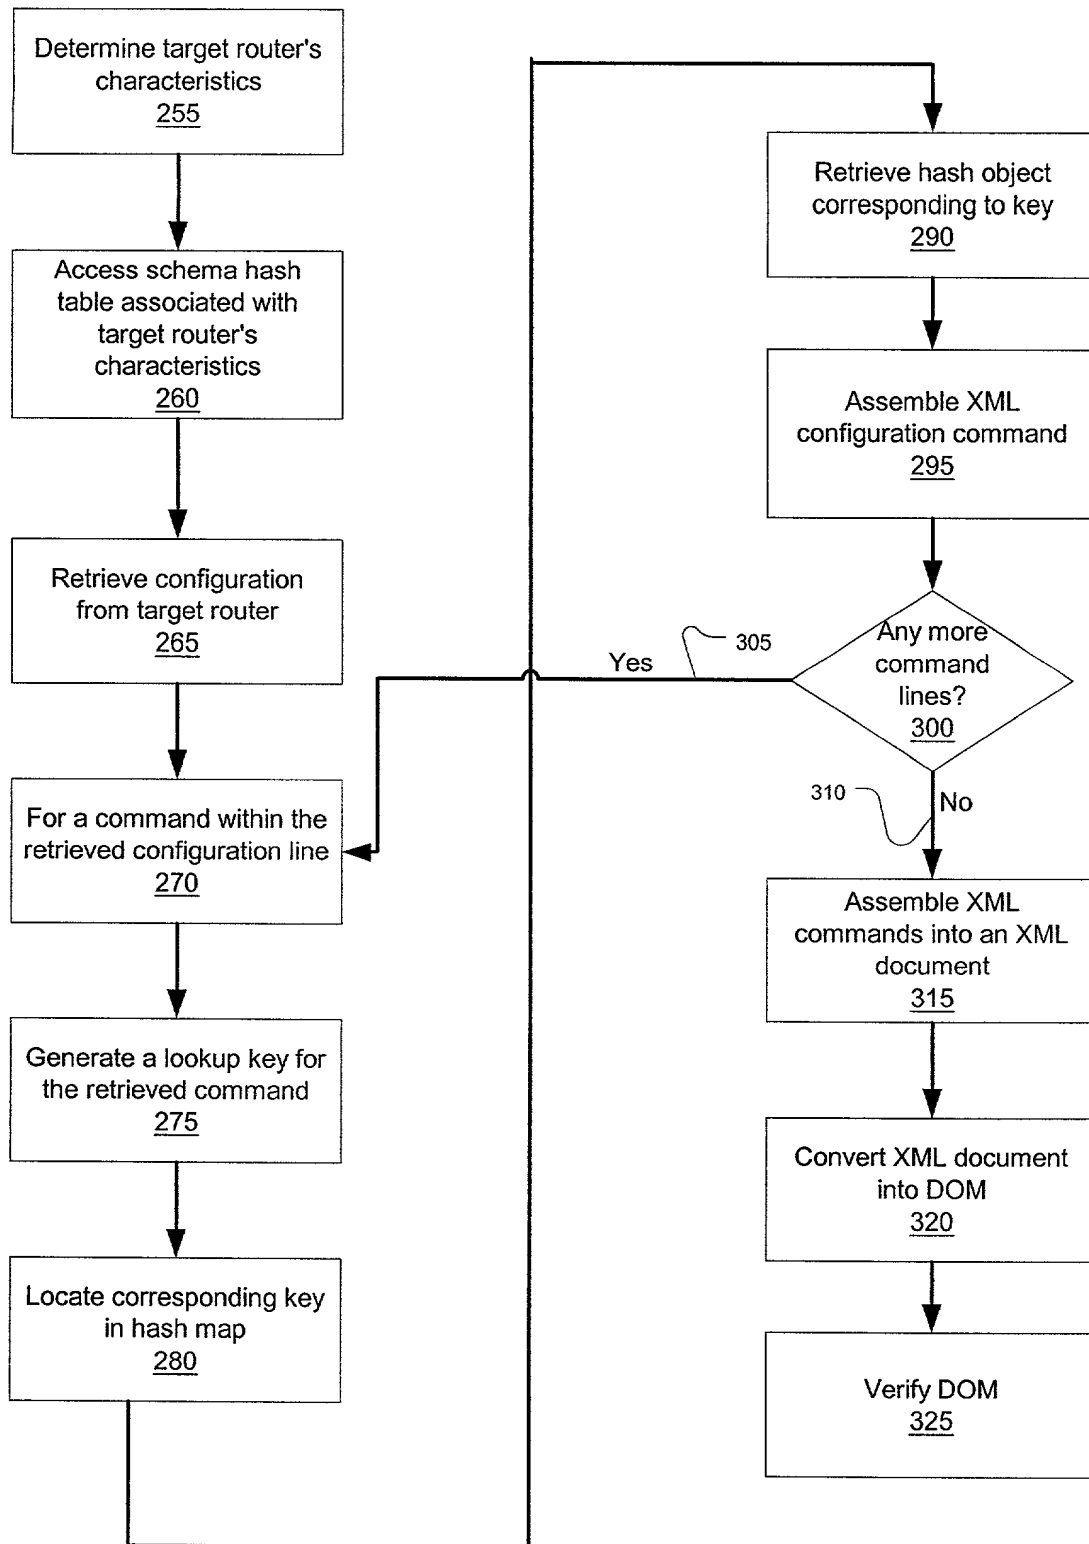 Determine target router's
characteristics
255
Access schema hash
table associated with
target router's
characteristics
260
Retrieve configuration
from target router
265
For a command within the
retrieved configuration line
270
Generate a lookup key for
the retrieved command
275
Locate corresponding key
in hash map
280
Retrieve hash object
corresponding to key
290
Assemble XML
configuration command
295
Any more
command
lines?
300
305
Yes
310
No
Assemble XML
commands into an XML
document
315
Convert XML document
into DOM
320
Verify DOM
325